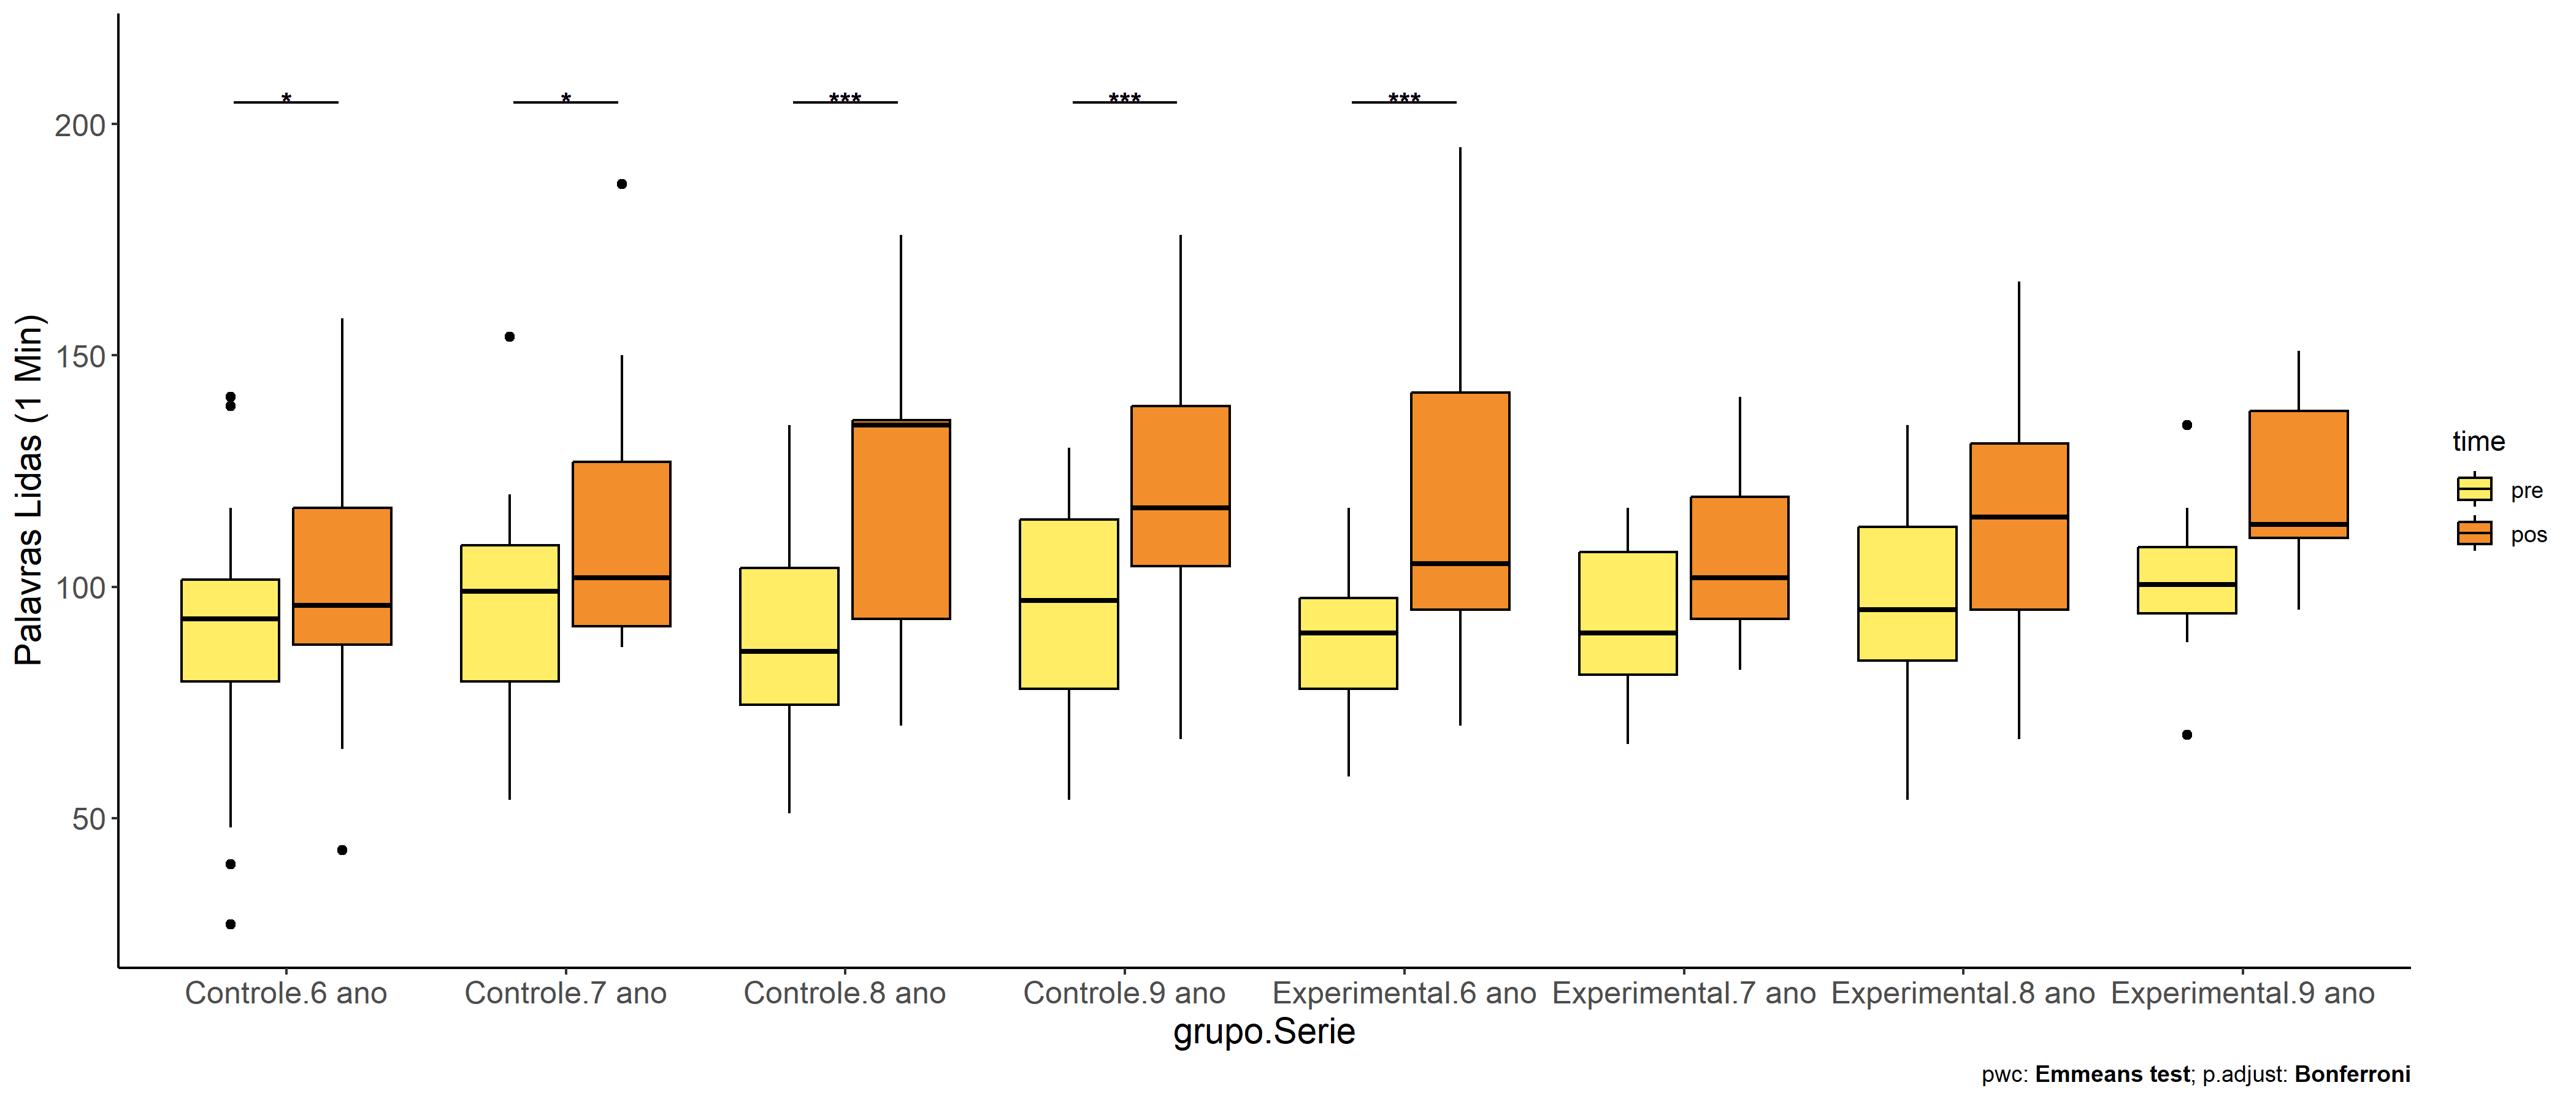 * * *** *** ***
200
150
100
50
Palavras Lidas (1 Min)
Controle.6 ano Controle.7 ano Controle.8 ano Controle.9 ano Experimental.6 ano Experimental.7 ano Experimental.8 ano Experimental.9 ano
grupo.Serie
time
pre
pos
pwc: Emmeans test; p.adjust: Bonferroni